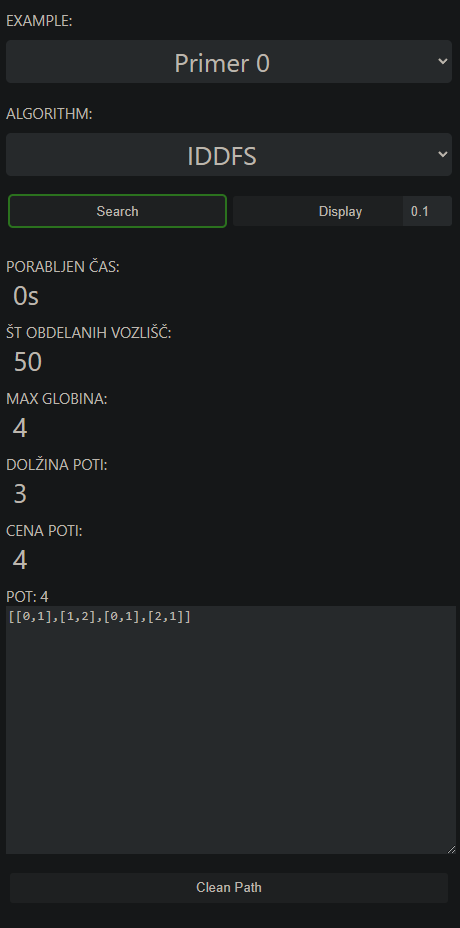 EXAMPLE:
Primer 0
ALGORITHM:
IDDFS
Search Display 0.1
PORABLJEN ČAS:
0s
ŠT OBDELANIH VOZLIŠČ:
50
MAX GLOBINA:
4
DOLŽINA POTI:
3
CENA POTI:
4
POT: 4
[[0,1],[1,2],[0,1],[2,1]]
Clean Path